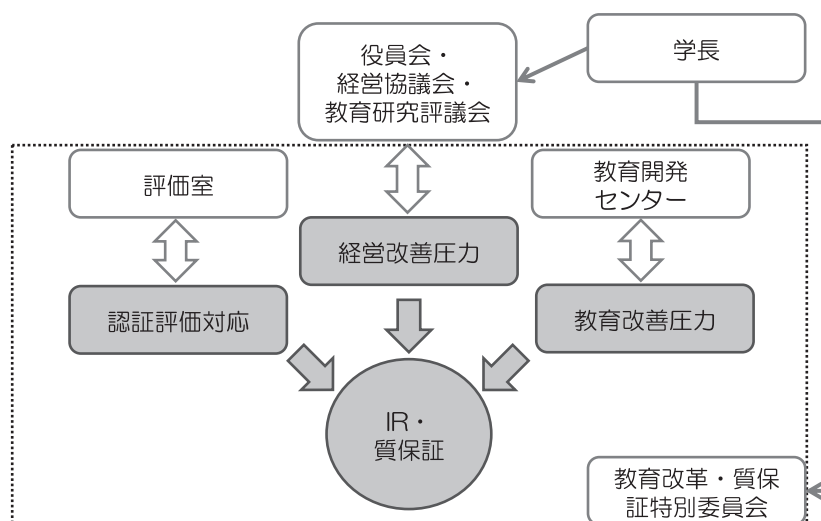 役員会・
経営協議会・
教育研究評議会
学長
評価室
教育開発
センター
経営改善圧力
認証評価対応
教育改善圧力
IR・
質保証
教育改革・質保
証特別委員会